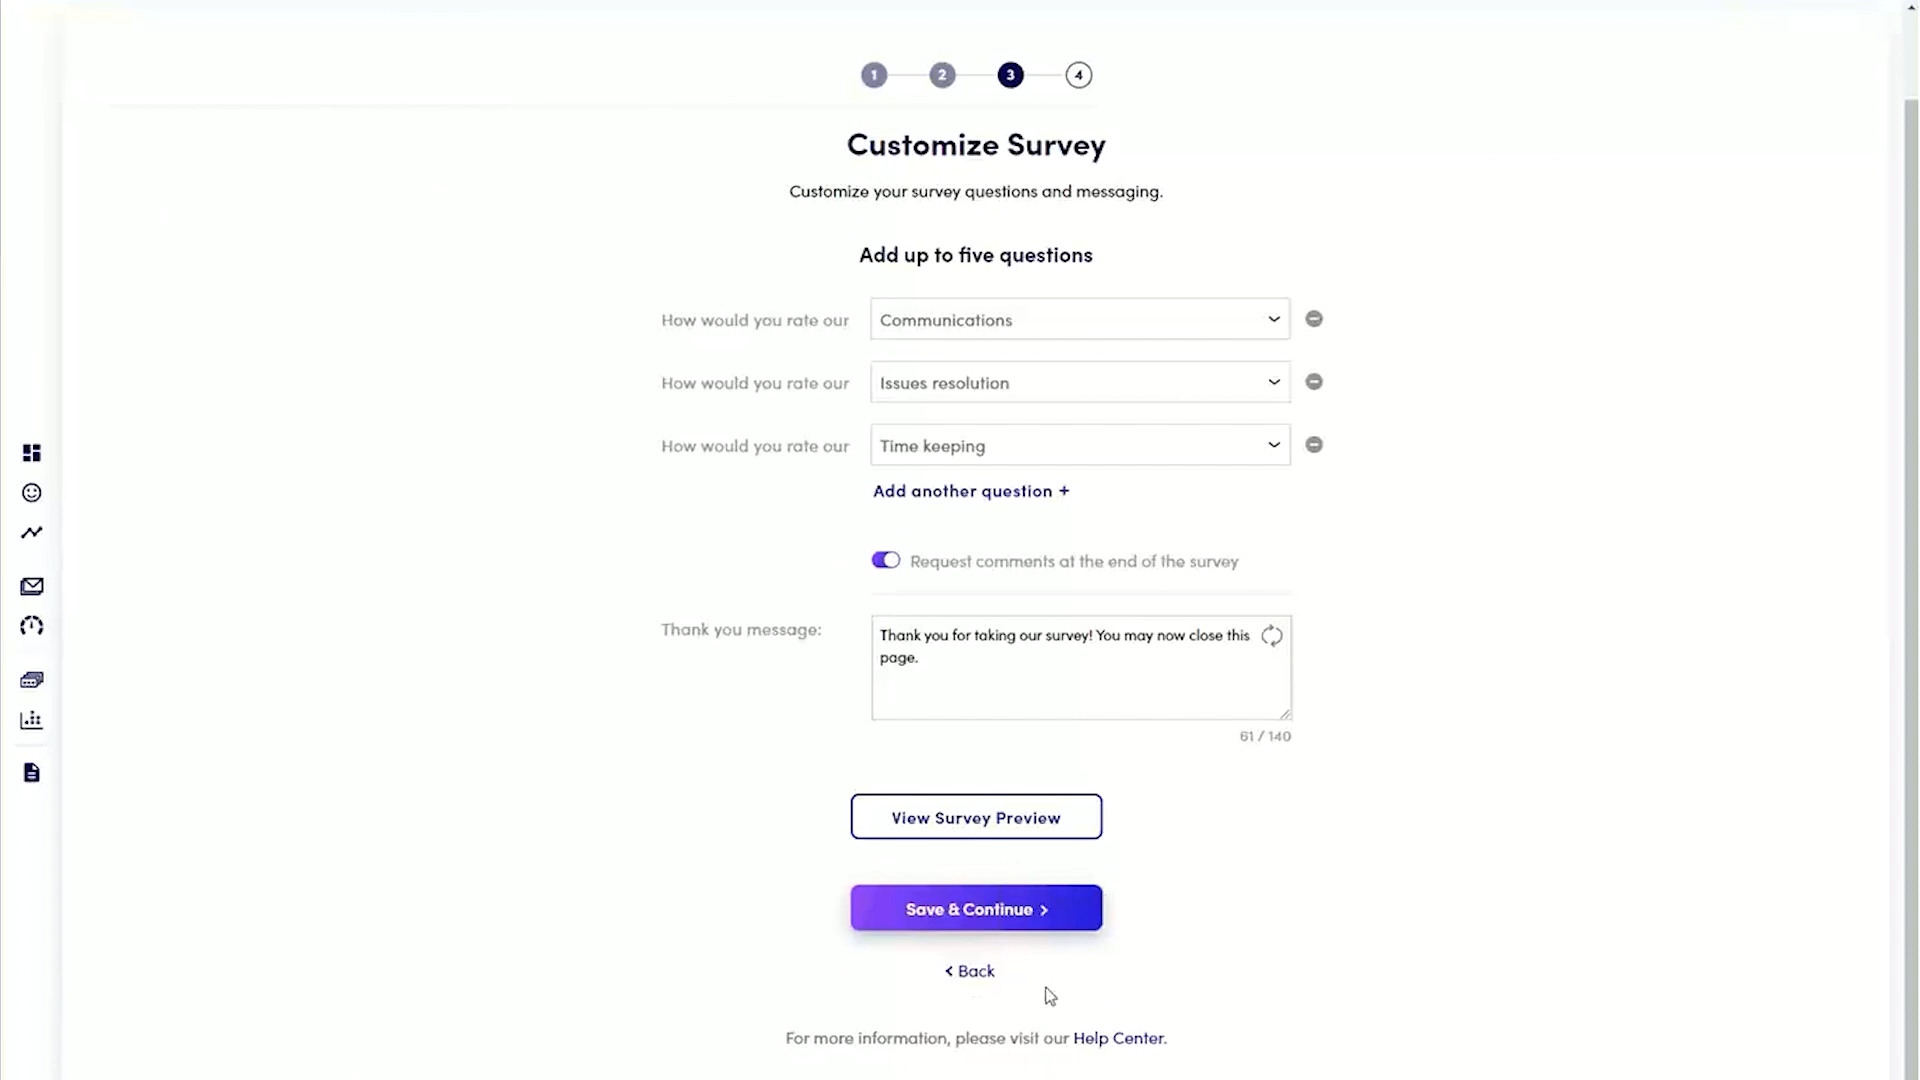 1 2 3 4
Customize Survey
Customize your survey questions and messaging.
Add up to five questions
How would you rate our Communications
How would you rate our Issues resolution
How would you rate our Time keeping
Add another question +
Request comments at the end of the survey
Thank you message: Thank you for taking our survey! You may now close this
page.
61 / 140
View Survey Preview
Save & Continue >
< Back
For more information, please visit our Help Center.